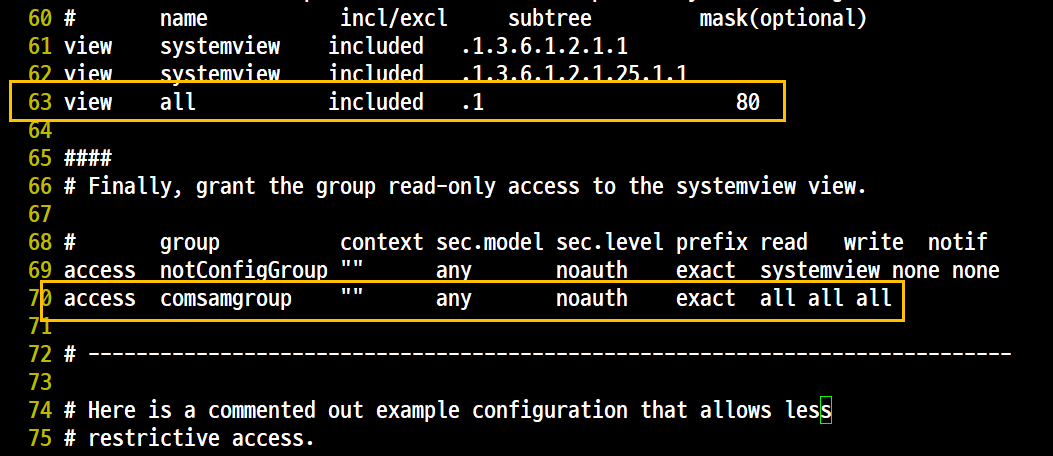 60 #      name           incl/excl     subtree         mask(optional)
61 view    systemview    included   .1.3.6.1.2.1.1
62 view    systemview    included   .1.3.6.1.2.1.25.1.1
63 view    all           included   .1                     80
64
65 ####
66 # Finally, grant the group read-only access to the systemview view.
67
68 #       group          context sec.model sec.level prefix read   write  notif
69 access  notConfigGroup ""      any       noauth    exact  systemview none none
70 access  comsamgroup    ""      any       noauth    exact  all all all
71
72 # -----------------------------------------------------------------------------
73
74 # Here is a commented out example configuration that allows less
75 # restrictive access.